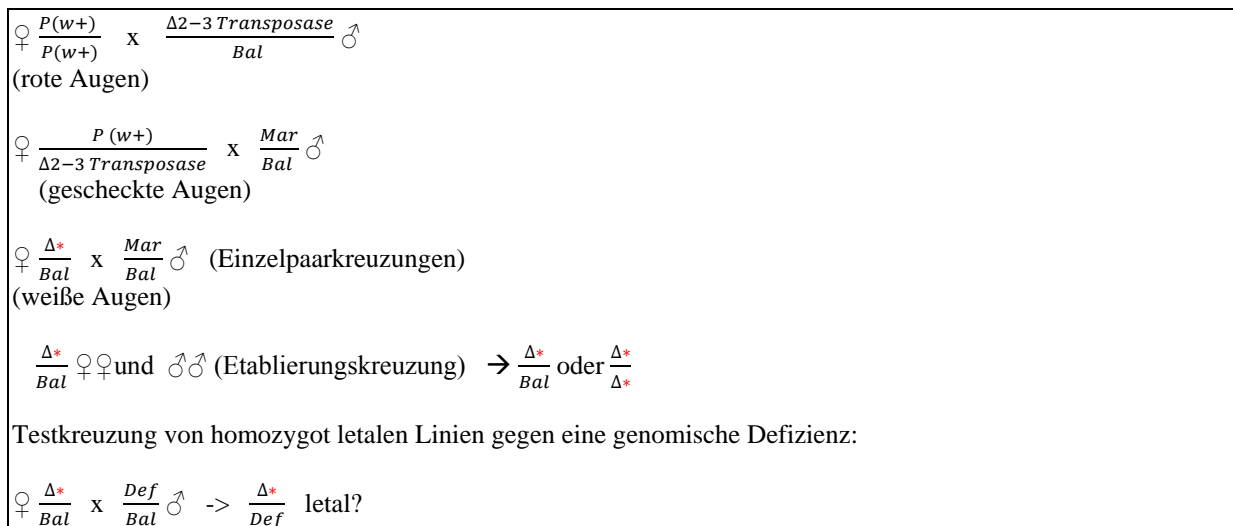 ♀ P(w+)/P(w+) x Δ2−3 Transposase/Bal ♂
(rote Augen)
♀ P (w+)/Δ2−3 Transposase x Mar/Bal ♂
(gescheckte Augen)
♀ Δ*/Bal x Mar/Bal ♂ (Einzelpaarkreuzungen)
(weiße Augen)
Δ*/Bal ♀♀und ♂♂ (Etablierungskreuzung) → Δ*/Bal oder Δ*/Δ*
Testkreuzung von homozygot letalen Linien gegen eine genomische Defizienz:
♀ Δ*/Bal x Def/Bal ♂ -> Δ*/Def letal?